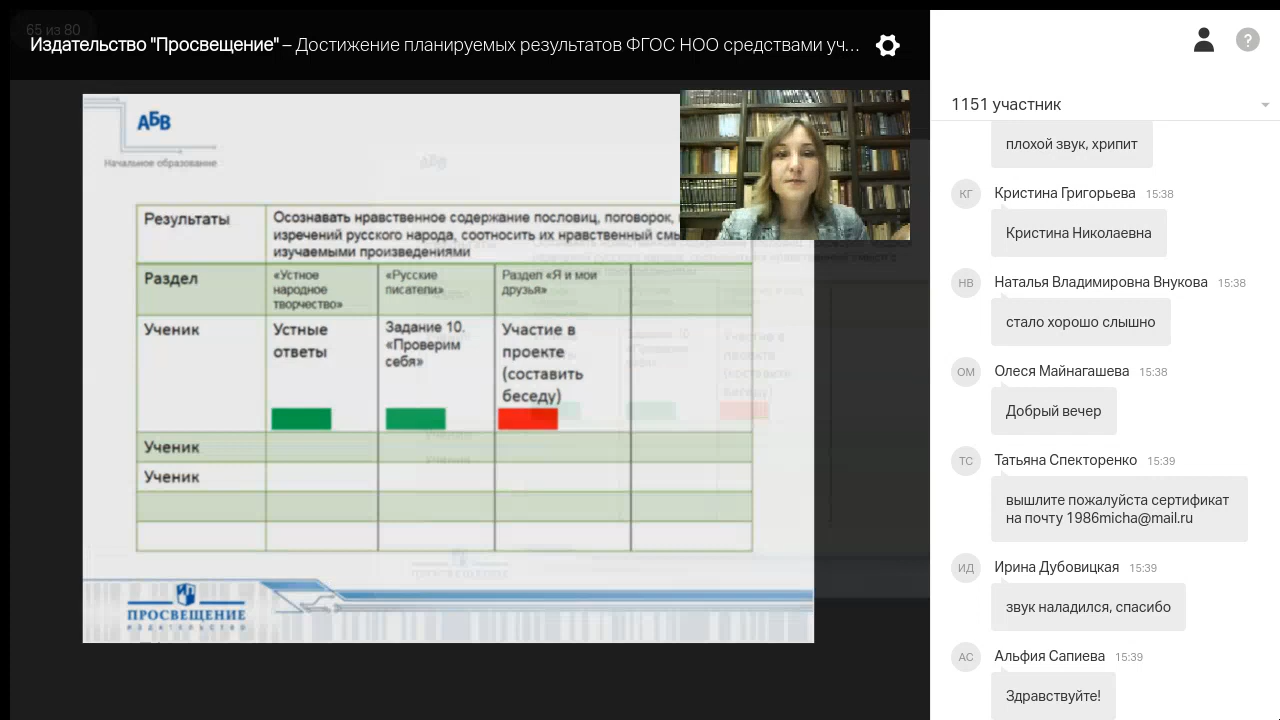 65 из 80
Издательство "Просвещение" – Достижение планируемых результатов ФГОС НОО средствами уч…
АБВ
Начальное образование
Результаты
Осознавать нравственное содержание пословиц, поговорок,
изречений русского народа, соотносить их нравственный смы
изучаемыми произведениями
Раздел
«Устное
народное
творчество»
«Русские
писатели»
Раздел «Я и мои
друзья»
Ученик
Устные
ответы
Задание 10.
«Проверим
себя»
Участие в
проекте
(составить
беседу)
Ученик
Ученик
ПРОСВЕЩЕНИЕ
ИЗДАТЕЛЬСТВО
1151 участник
плохой звук, хрипит
КГ Кристина Григорьева 15:38
Кристина Николаевна
НВ Наталья Владимировна Внукова 15:38
стало хорошо слышно
ОМ Олеся Майнагашева 15:38
Добрый вечер
ТС Татьяна Спекторенко 15:39
вышлите пожалуйста сертификат
на почту 1986micha@mail.ru
ИД Ирина Дубовицкая 15:39
звук наладился, спасибо
АС Альфия Сапиева 15:39
Здравствуйте!